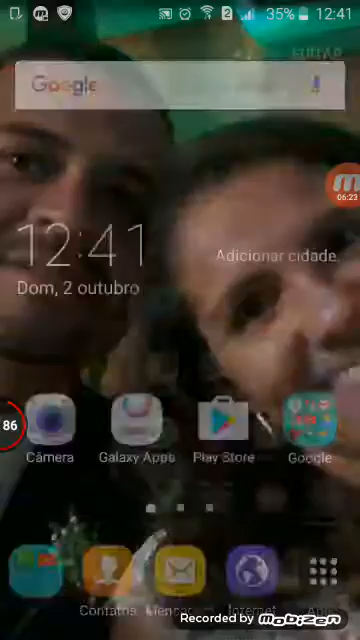 2 35% 12:41
Google
06:23
12:41
Adicionar cidade.
Dom, 2 outubro
86
Câmera Galaxy Apps Play Store Google
Contatos Internet
Recorded by mobizen